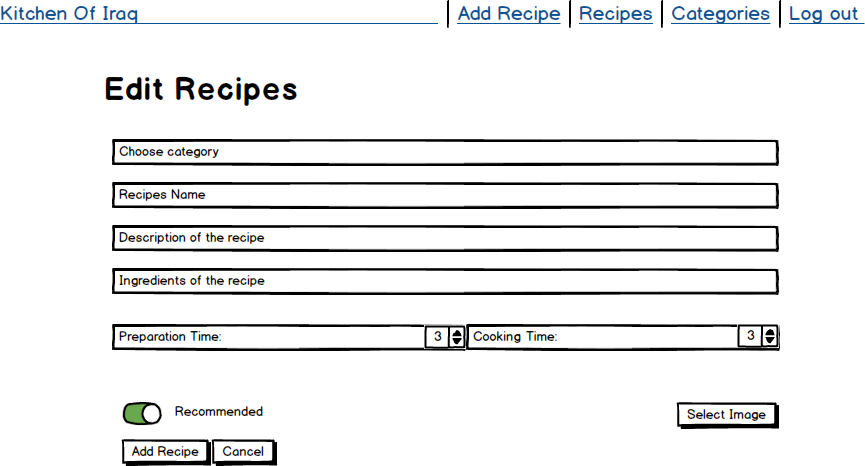 Kitchen Of Iraq Add Recipe Recipes Categories Log out
Edit Recipes
Choose category
Recipes Name
Description of the recipe
Ingredients of the recipe
Preparation Time: 3 Cooking Time: 3
Recommended Select Image
Add Recipe Cancel